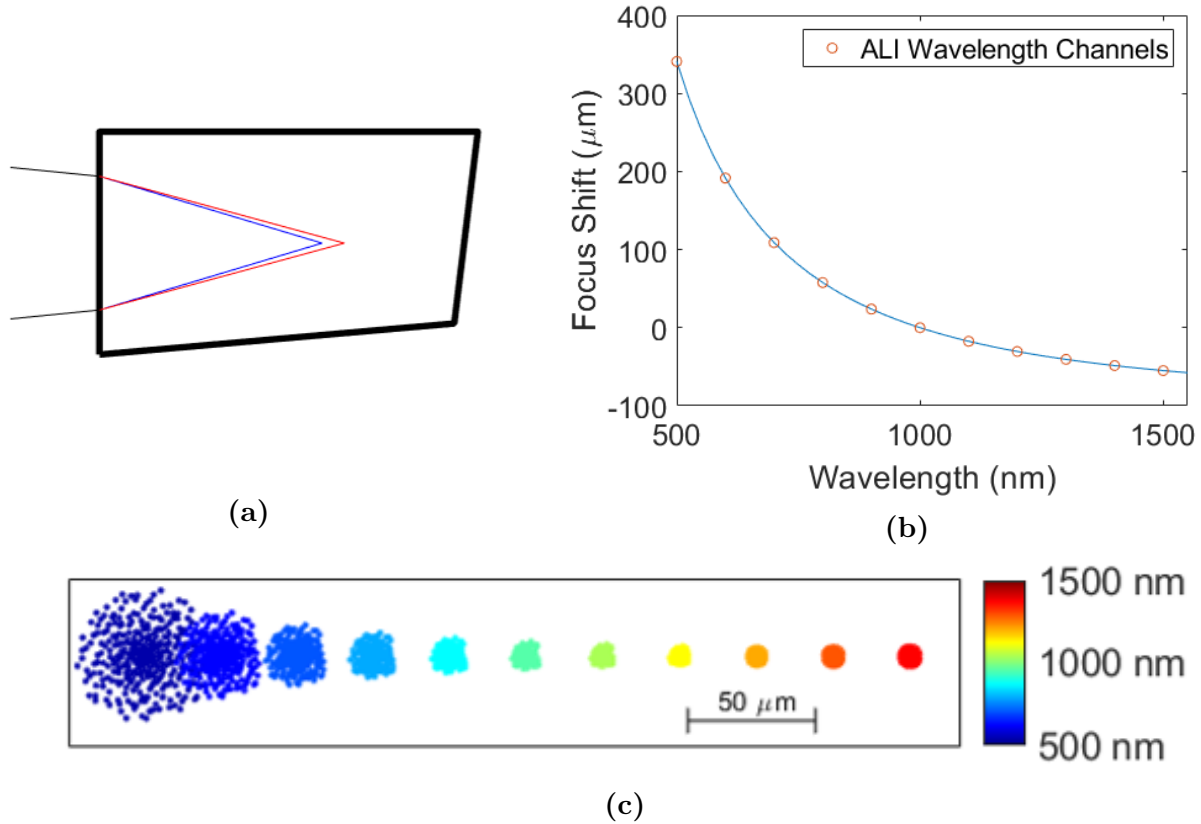 400
300
200
100
0
-100
Focus Shift (μm)
ALI Wavelength Channels
500
1000
1500
Wavelength (nm)
(a)
(b)
50 μm
1500 nm
1000 nm
500 nm
(c)